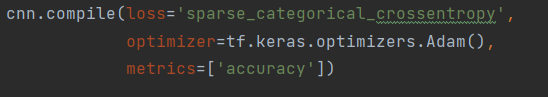 cnn.compile(loss='sparse_categorical_crossentropy',
            optimizer=tf.keras.optimizers.Adam(),
            metrics=['accuracy'])